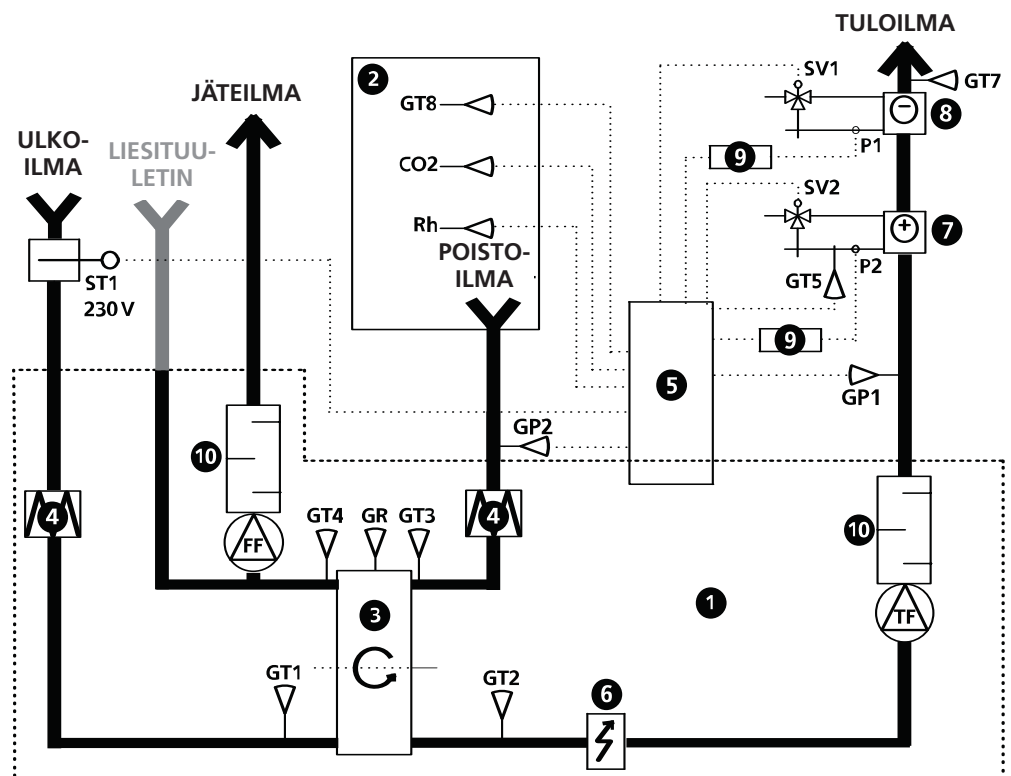 TULOILMA
SV1
GT7
2
JÄTEILMA
GT8
8
ULKO-
ILMA
LIESITUU-
LETIN
P1
9
CO2
SV2
Rh
7
POISTO-
ILMA
P2
ST1
230 V
GT5
9
5
GP1
GP2
10
4
GT4
GR
GT3
4
10
FF
1
3
TF
GT1
GT2
6